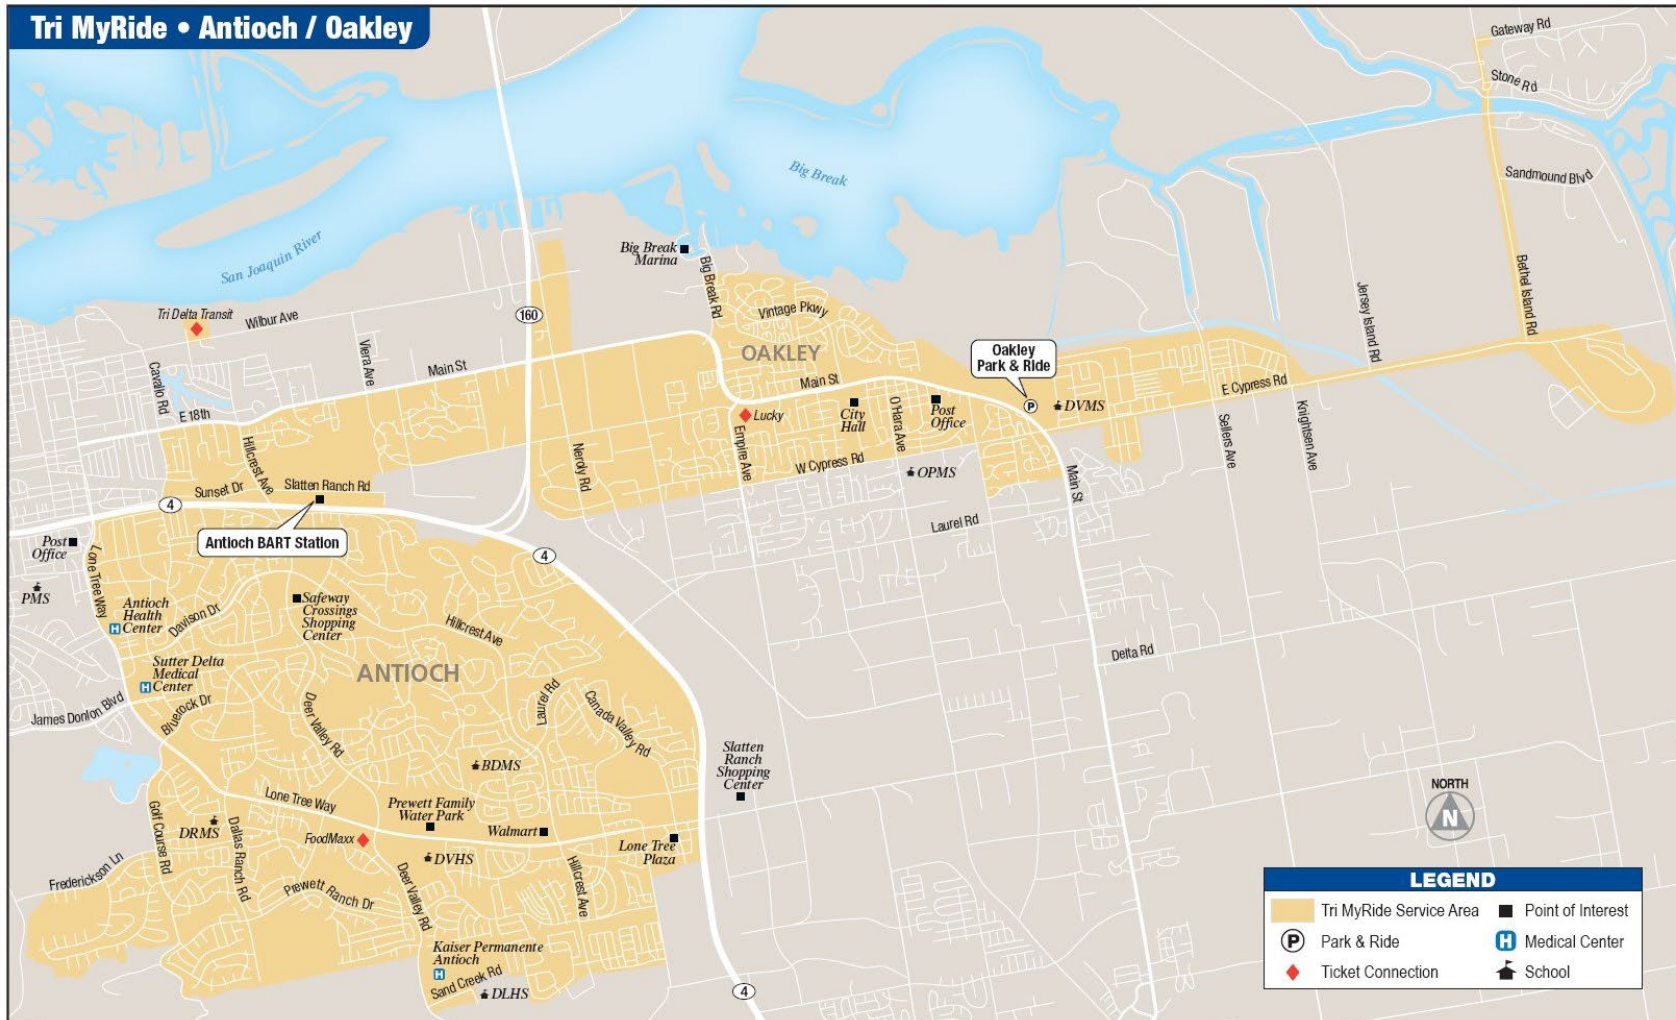 Tri MyRide • Antioch / Oakley
Gateway Rd
Stone Rd
Sandmound Blvd
Bethel Island Rd
Jersey Island Rd
Big Break
San Joaquin River
Big Break
Marina
Big Break Rd
Vintage Pkwy
160
Tri Delta Transit
Wilbur Ave
Viera Ave
Main St
Cavallo Rd
E 18th
OAKLEY
Main St
Oakley
Park & Ride
P
DVMS
E Cypress Rd
Knightsen Ave
Sellers Ave
Lucky
City
Hall
O'Hara Ave
Post
Office
Empire Ave
W Cypress Rd
OPMS
Main St
Laurel Rd
Neroly Rd
Hillcrest Ave
Sunset Dr
Slatten Ranch Rd
4
Antioch BART Station
4
Post
Office
PMS
Lone Tree Way
Antioch
Health
Center
H
Davison Dr
Safeway
Crossings
Shopping
Center
Hillcrest Ave
Sutter Delta
Medical
Center
H
ANTIOCH
James Donlon Blvd
Bluerock Dr
Deer Valley Rd
Laurel Rd
Canada Valley Rd
Delta Rd
BDMS
Slatten
Ranch
Shopping
Center
Lone Tree Way
Prewett Family
Water Park
Walmart
Lone Tree
Plaza
Golf Course Rd
DRMS
Dallas Ranch Rd
FoodMaxx
DVHS
Frederickson Ln
Prewett Ranch Dr
Deer Valley Rd
Hillcrest Ave
Kaiser Permanente
Antioch
H
Sand Creek Rd
DLHS
4
NORTH
N
LEGEND
Tri MyRide Service Area
Point of Interest
P
Park & Ride
H
Medical Center
Ticket Connection
School